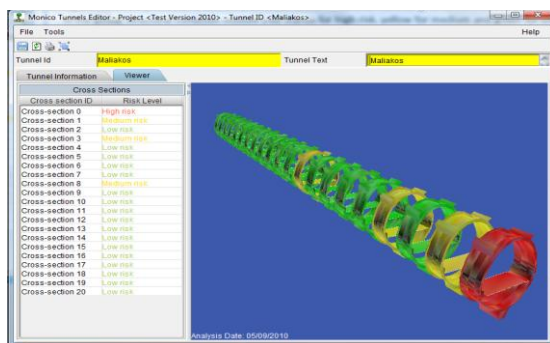 Monico Tunnels Editor - Project <Test Version 2010> - Tunnel ID <Maliakos>
File Tools Help
Tunnel Id Maliakos Tunnel Text Maliakos
Tunnel Information Viewer
Cross Sections
Cross section ID Risk Level
Cross-section 0 High risk
Cross-section 1 Medium risk
Cross-section 2 Low risk
Cross-section 3 Medium risk
Cross-section 4 Low risk
Cross-section 5 Low risk
Cross-section 6 Low risk
Cross-section 7 Low risk
Cross-section 8 Medium risk
Cross-section 9 Low risk
Cross-section 10 Low risk
Cross-section 11 Low risk
Cross-section 12 Low risk
Cross-section 13 Low risk
Cross-section 14 Low risk
Cross-section 15 Low risk
Cross-section 16 Low risk
Cross-section 17 Low risk
Cross-section 18 Low risk
Cross-section 19 Low risk
Cross-section 20 Low risk
Analysis Date: 05/09/2010